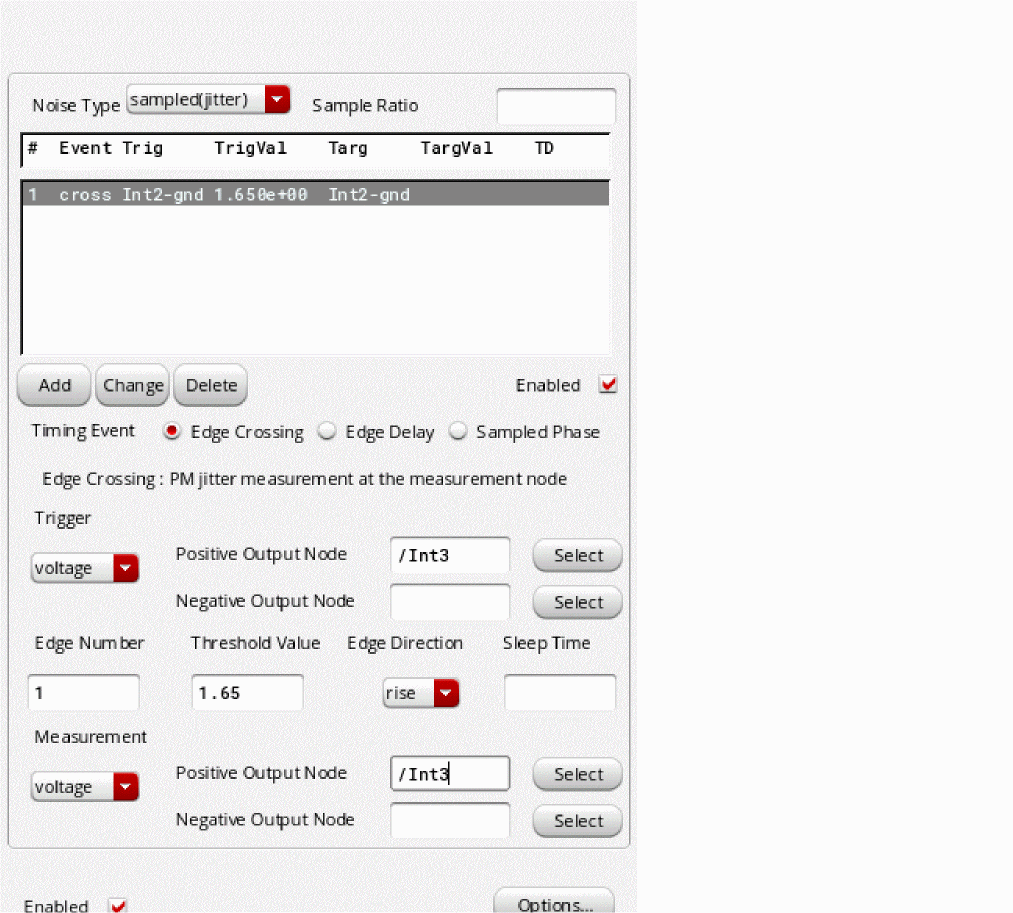 Noise Type sampled(jitter) Sample Ratio
# Event Trig TrigVal Targ TargVal TD
1 cross Int2-gnd 1.650e+00 Int2-gnd
Add Change Delete Enabled
Timing Event Edge Crossing Edge Delay Sampled Phase
Edge Crossing : PM jitter measurement at the measurement node
Trigger
voltage Positive Output Node /Int3 Select
Negative Output Node Select
Edge Number Threshold Value Edge Direction Sleep Time
1 1.65 rise
Measurement
voltage Positive Output Node /Int3 Select
Negative Output Node Select
Enabled Options...